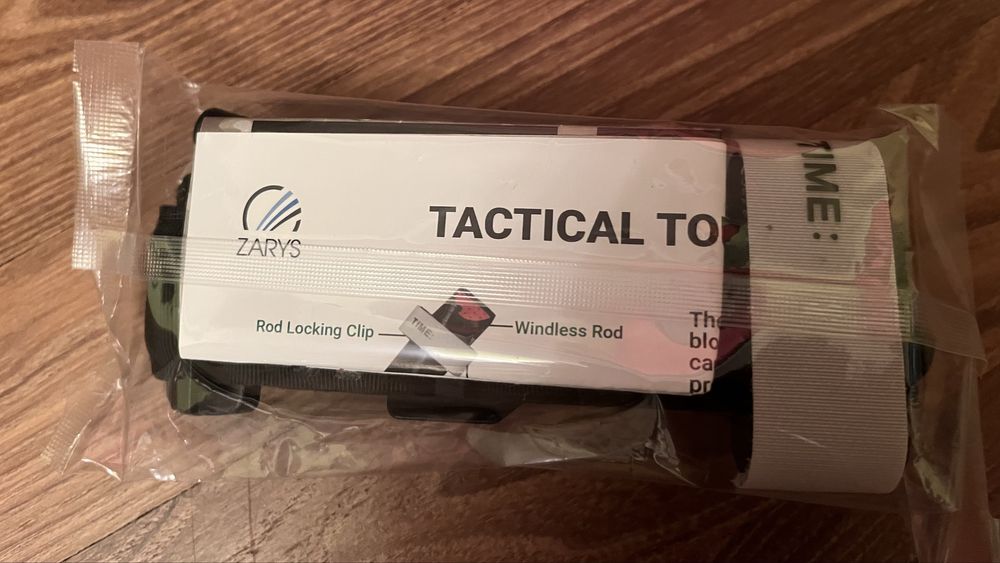 ZARYS
TACTICAL TO
TIME:
Rod Locking Clip
TIME:
Windless Rod
The
blo
ca
pr